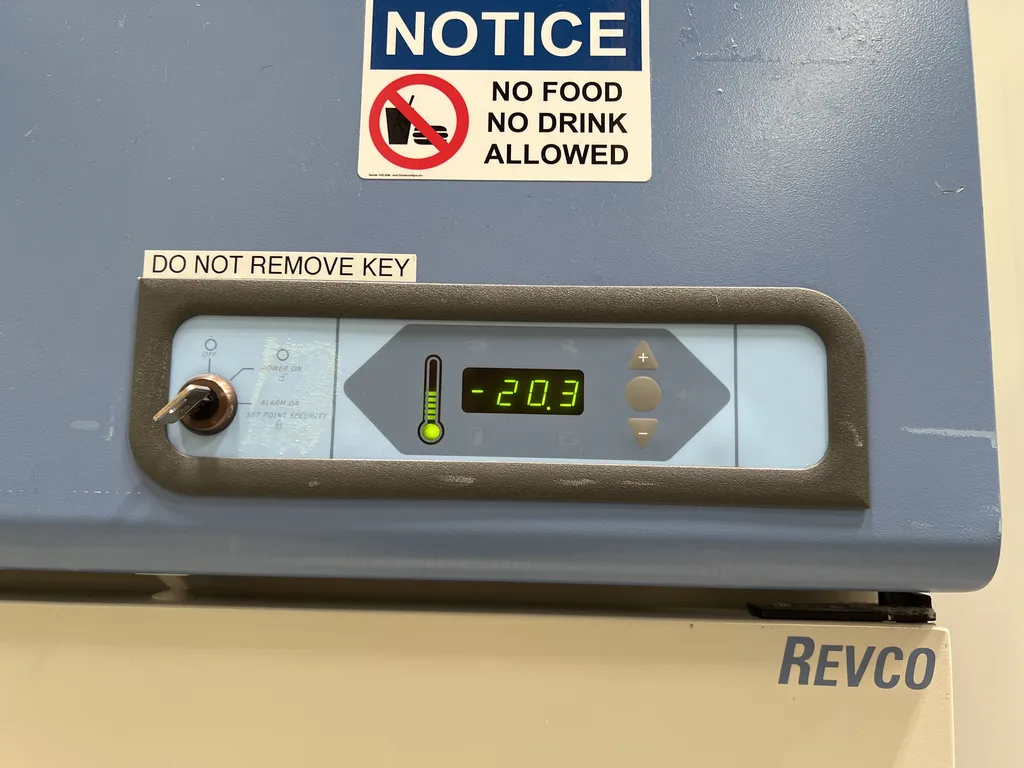 NOTICE
NO FOOD
NO DRINK
ALLOWED
DO NOT REMOVE KEY
OFF
POWER ON
ALARM ON
SET POINT SECURITY
-20.3
+
-
REVCO